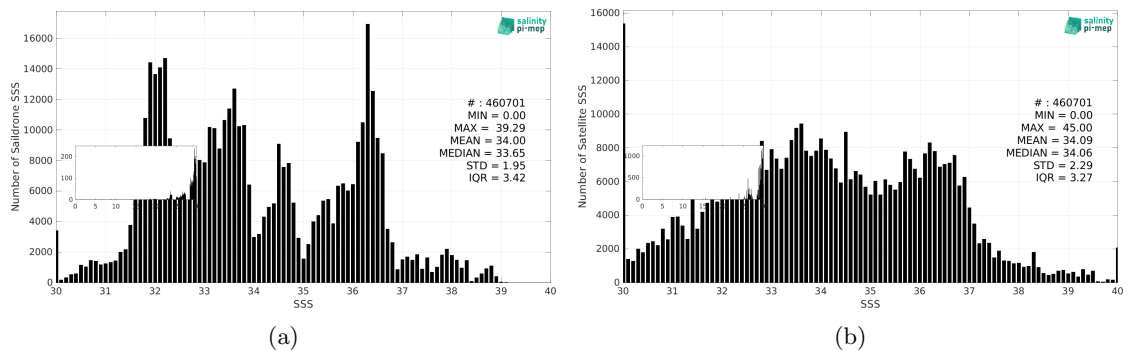 salinity
pi-mep
16000
14000
12000
10000
8000
6000
4000
2000
0
Number of Saildrone SSS
# : 460701
MIN = 0.00
MAX = 39.29
MEAN = 34.00
MEDIAN = 33.65
STD = 1.95
IQR = 3.42
200
100
0
0 5 10 15
30 31 32 33 34 35 36 37 38 39 40
SSS
(a)
salinity
pi-mep
16000
14000
12000
10000
8000
6000
4000
2000
0
Number of Satellite SSS
# : 460701
MIN = 0.00
MAX = 45.00
MEAN = 34.09
MEDIAN = 34.06
STD = 2.29
IQR = 3.27
1000
500
0
0 5 10 15
30 31 32 33 34 35 36 37 38 39 40
SSS
(b)